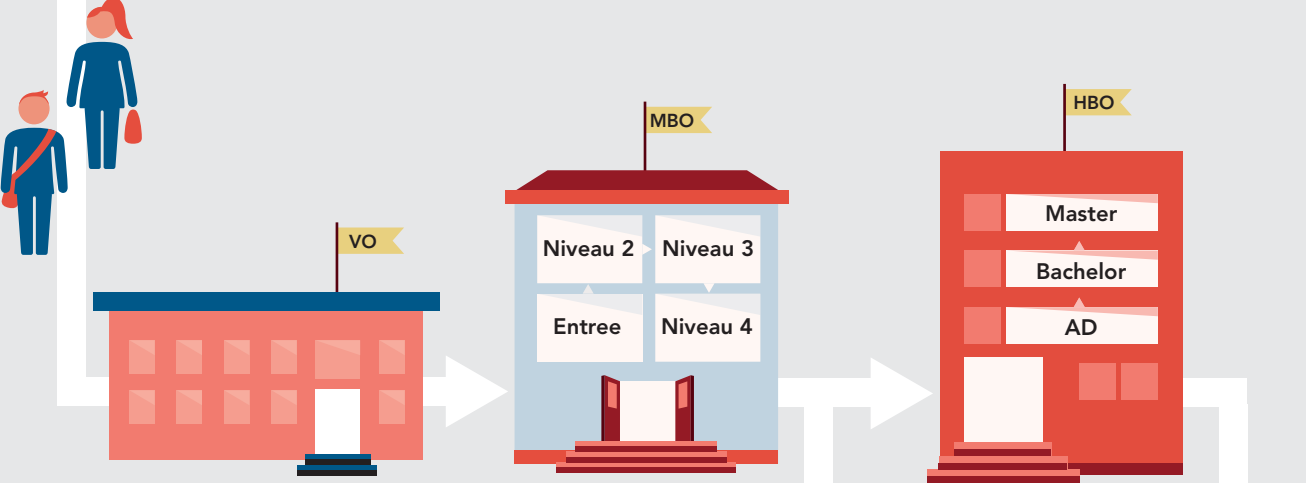 VO
MBO
Niveau 2
Niveau 3
Entree
Niveau 4
HBO
Master
Bachelor
AD